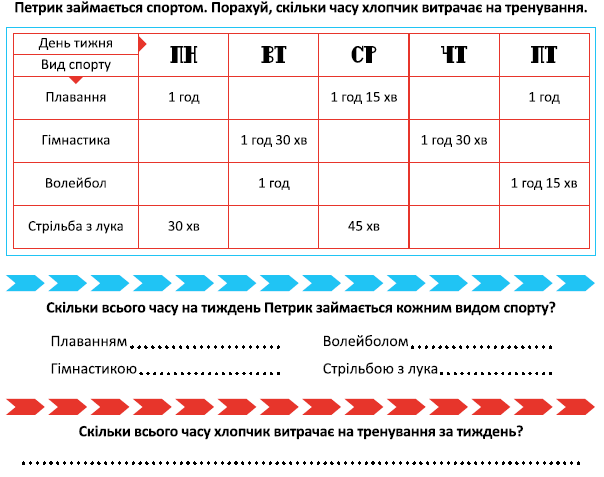 Петрик займається спортом. Порахуй, скільки часу хлопчик витрачає на тренування.
День тижня ПН ВТ СР ЧТ ПТ
Вид спорту
Плавання 1 год 1 год 15 хв 1 год
Гімнастика 1 год 30 хв 1 год 30 хв
Волейбол 1 год 1 год 15 хв
Стрільба з лука 30 хв 45 хв
Скільки всього часу на тиждень Петрик займається кожним видом спорту?
Плаванням Волейболом
Гімнастикою Стрільбою з лука
Скільки всього часу хлопчик витрачає на тренування за тиждень?